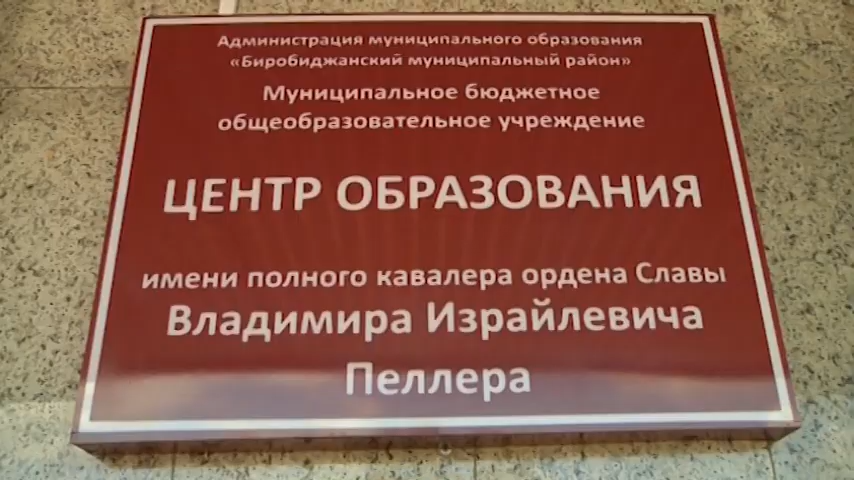 Администрация муниципального образования
«Биробиджанский муниципальный район»
Муниципальное бюджетное
общеобразовательное учреждение
ЦЕНТР ОБРАЗОВАНИЯ
имени полного кавалера ордена Славы
Владимира Израйлевича
Пеллера